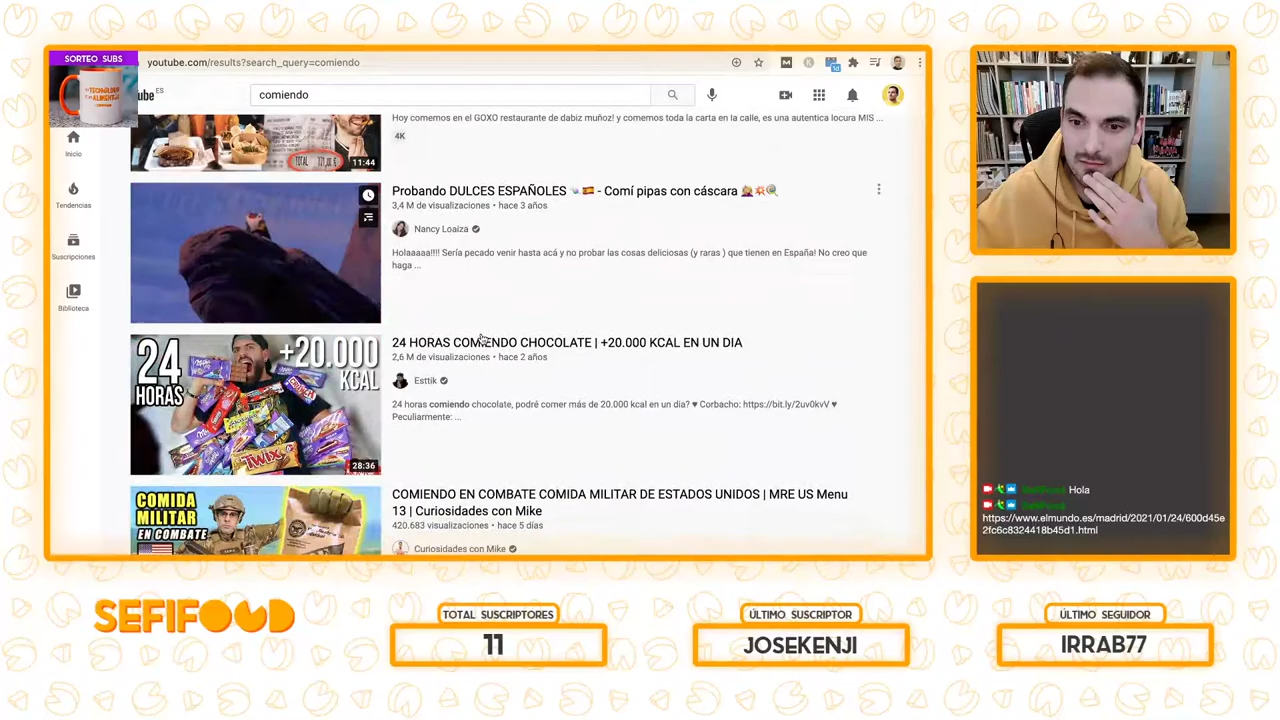 SORTEO SUBS
youtube.com/results?search_query=comiendo
ube ES
comiendo
Hoy comemos en el GOXO restaurante de dabiz muñoz! y comemos toda la carta en la calle, es una autentica locura MIS ...
4K
TOTAL
11:44
Inicio
Tendencias
Suscripciones
Biblioteca
Probando DULCES ESPAÑOLES 🍬🇪🇸 - Comí pipas con cáscara 🤷🏼‍♀️💥🍭
3,4 M de visualizaciones • hace 3 años
Nancy Loaiza
Holaaaaa!!!! Sería pecado venir hasta acá y no probar las cosas deliciosas (y raras ) que tienen en España! No creo que
haga ...
24
HORAS
+20.000
KCAL
Milka
TWIX
28:36
24 HORAS COMIENDO CHOCOLATE | +20.000 KCAL EN UN DIA
2,6 M de visualizaciones • hace 2 años
Esttik
24 horas comiendo chocolate, podré comer más de 20.000 kcal en un dia? ♥ Corbacho: https://bit.ly/2uv0kvV ♥
Peculiarmente: ...
COMIDA
MILITAR
EN COMBATE
COMIENDO EN COMBATE COMIDA MILITAR DE ESTADOS UNIDOS | MRE US Menu
13 | Curiosidades con Mike
420.683 visualizaciones • hace 5 días
Curiosidades con Mike
Hola
https://www.elmundo.es/madrid/2021/01/24/600d45e
2fc6c8324418b45d1.html
SEFIFOOD
TOTAL SUSCRIPTORES
11
ÚLTIMO SUSCRIPTOR
JOSEKENJI
ÚLTIMO SEGUIDOR
IRRAB77